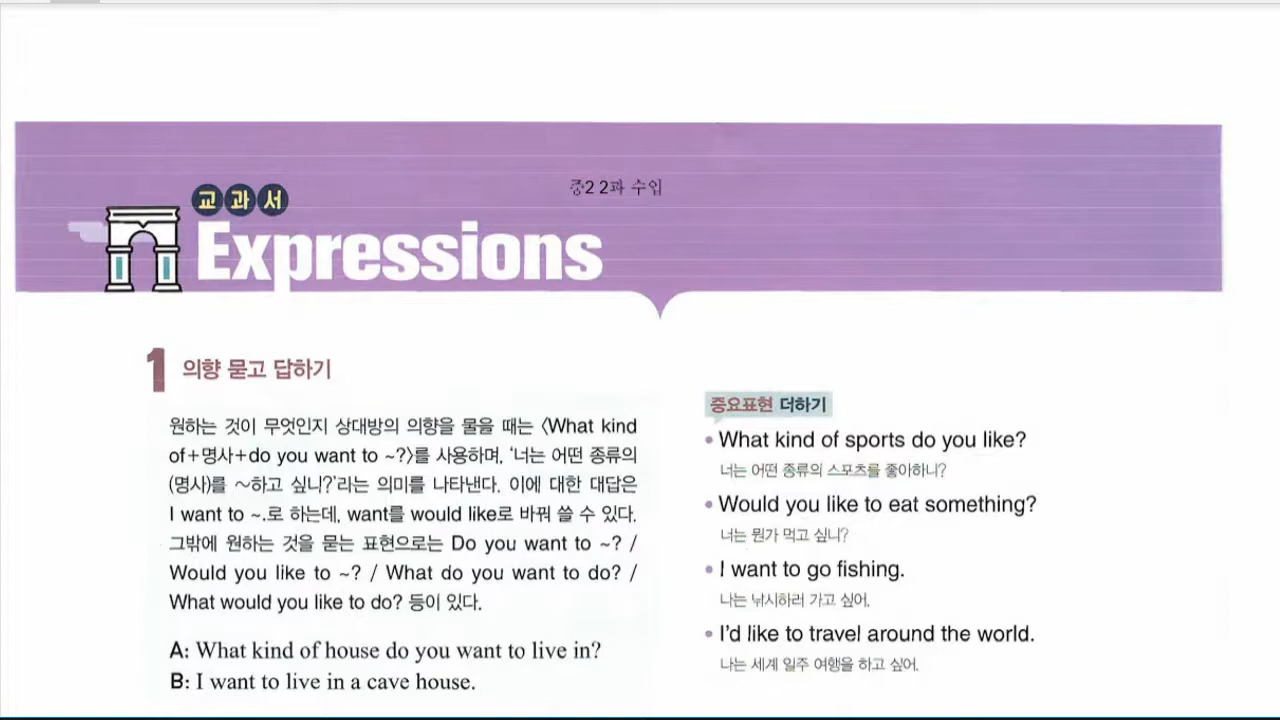 중2 2과 수입
교과서
Expressions
1 의향 묻고 답하기
원하는 것이 무엇인지 상대방의 의향을 물을 때는 〈What kind
of+명사+do you want to ~?〉를 사용하며, ‘너는 어떤 종류의
(명사)를 ~하고 싶니?’라는 의미를 나타낸다. 이에 대한 대답은
I want to ~.로 하는데, want를 would like로 바꿔 쓸 수 있다.
그밖에 원하는 것을 묻는 표현으로는 Do you want to ~? /
Would you like to ~? / What do you want to do? /
What would you like to do? 등이 있다.
A: What kind of house do you want to live in?
B: I want to live in a cave house.
중요표현 더하기
• What kind of sports do you like?
너는 어떤 종류의 스포츠를 좋아하니?
• Would you like to eat something?
너는 뭔가 먹고 싶니?
• I want to go fishing.
나는 낚시하러 가고 싶어.
• I’d like to travel around the world.
나는 세계 일주 여행을 하고 싶어.